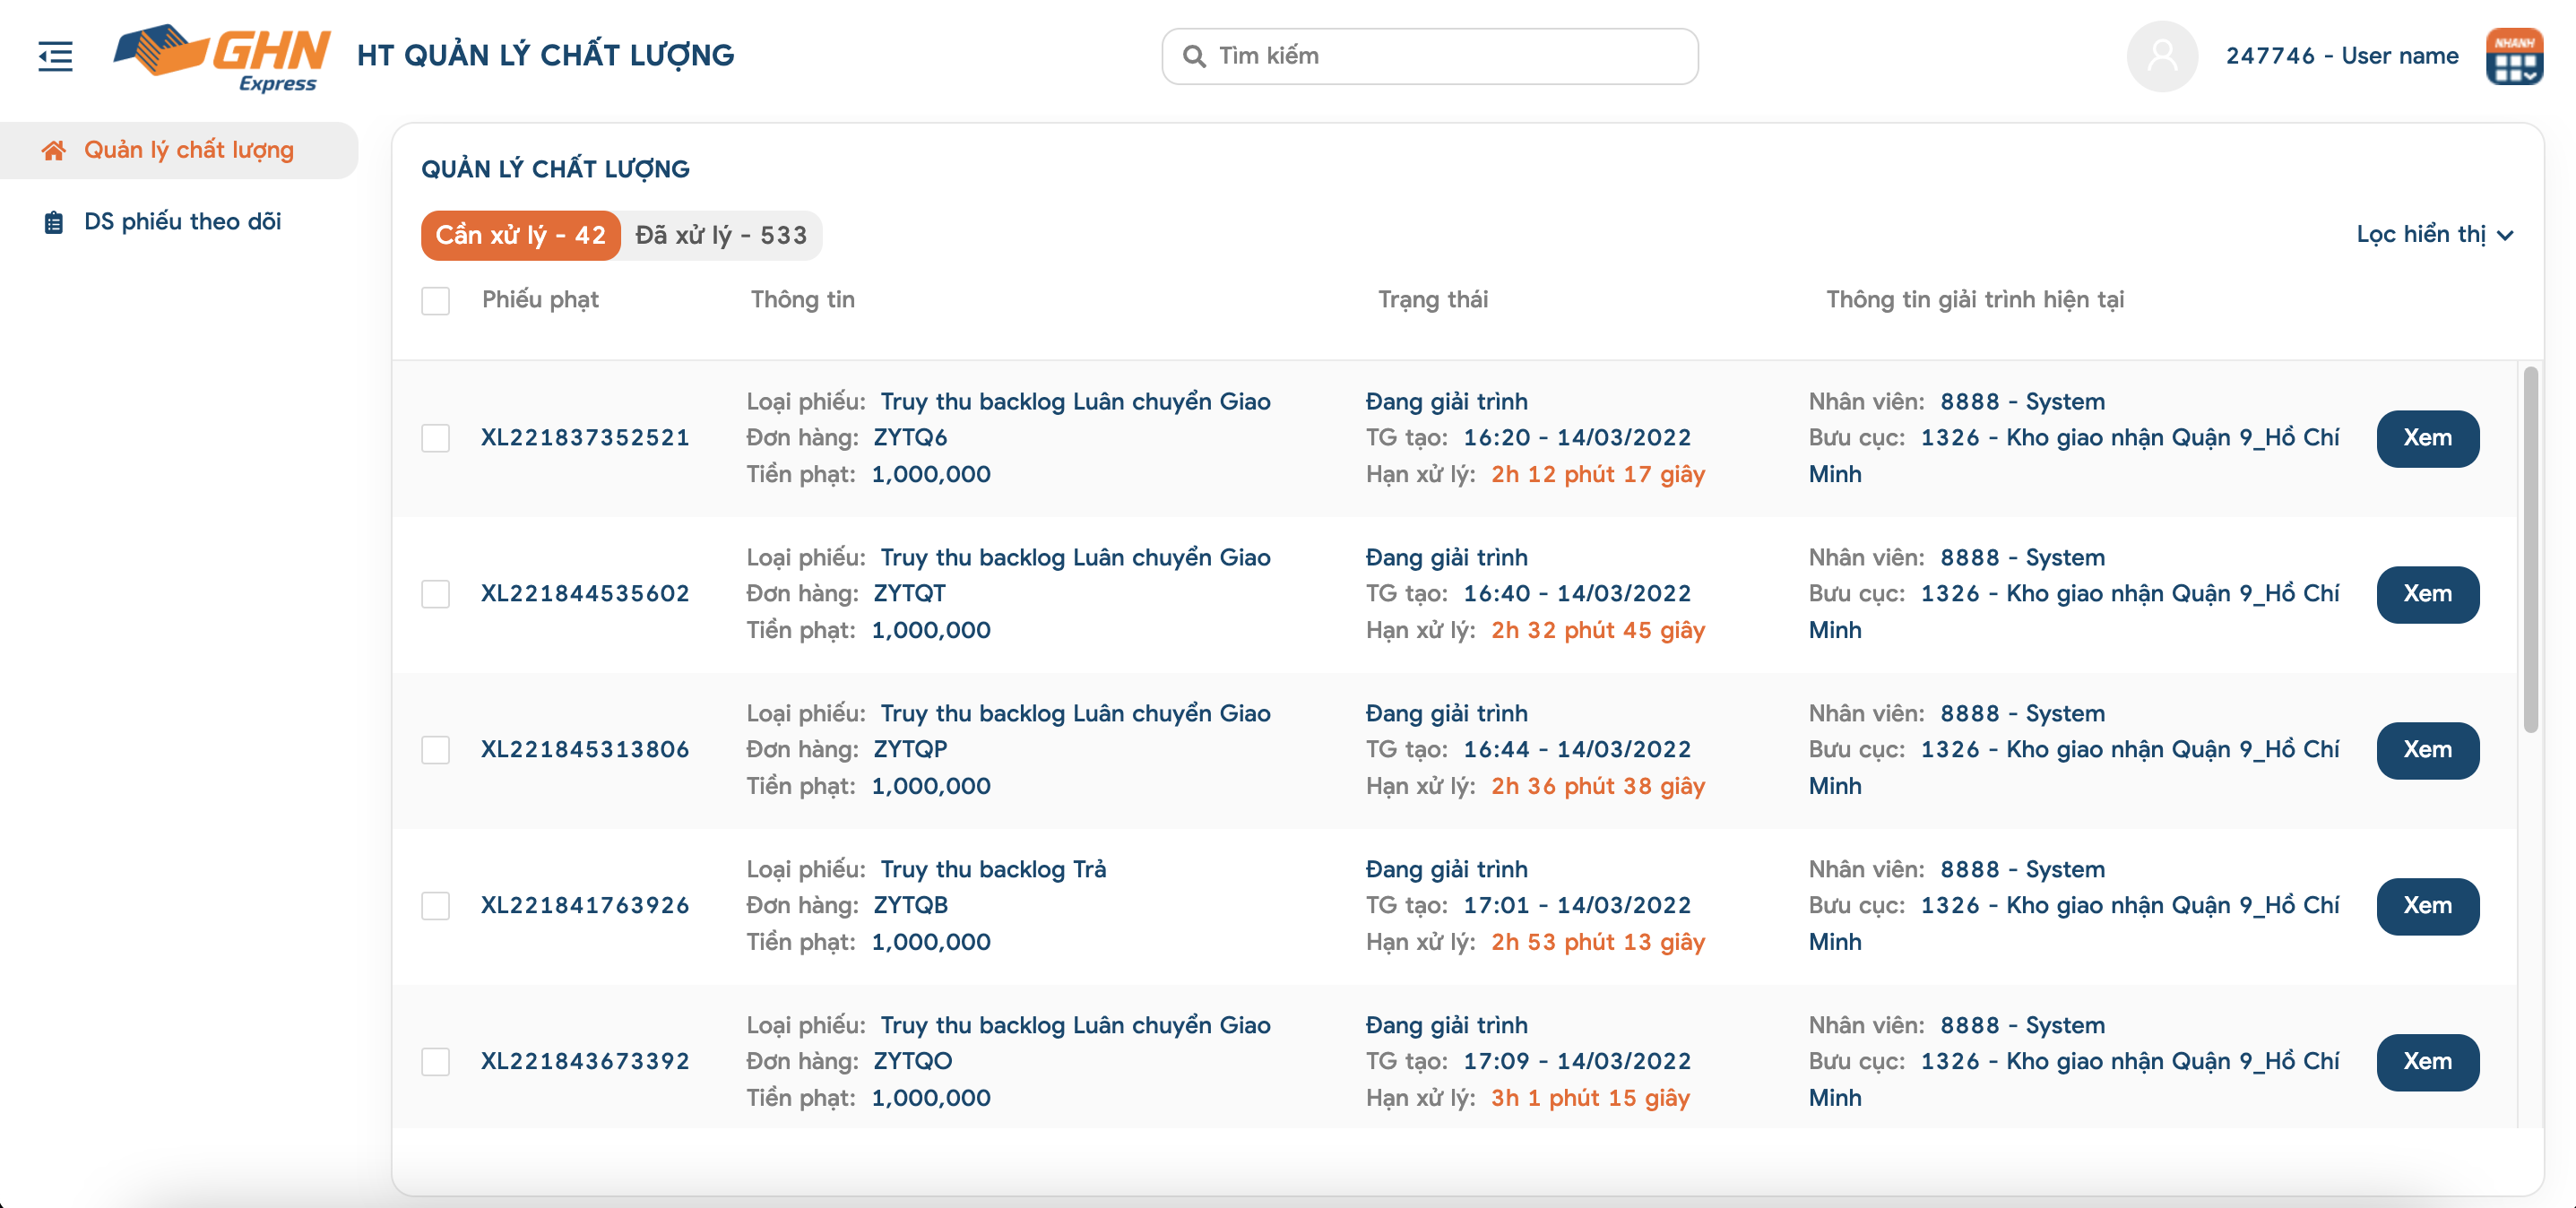 GHN
Express
HT QUẢN LÝ CHẤT LƯỢNG
Tìm kiếm
247746 - User name
NHANH
Quản lý chất lượng
DS phiếu theo dõi
QUẢN LÝ CHẤT LƯỢNG
Cần xử lý - 42
Đã xử lý - 533
Lọc hiển thị
Phiếu phạt
Thông tin
Trạng thái
Thông tin giải trình hiện tại
XL221837352521
Loại phiếu: Truy thu backlog Luân chuyển Giao
Đơn hàng: ZYTQ6
Tiền phạt: 1,000,000
Đang giải trình
TG tạo: 16:20 - 14/03/2022
Hạn xử lý: 2h 12 phút 17 giây
Nhân viên: 8888 - System
Bưu cục: 1326 - Kho giao nhận Quận 9_Hồ Chí
Minh
Xem
XL221844535602
Loại phiếu: Truy thu backlog Luân chuyển Giao
Đơn hàng: ZYTQT
Tiền phạt: 1,000,000
Đang giải trình
TG tạo: 16:40 - 14/03/2022
Hạn xử lý: 2h 32 phút 45 giây
Nhân viên: 8888 - System
Bưu cục: 1326 - Kho giao nhận Quận 9_Hồ Chí
Minh
Xem
XL221845313806
Loại phiếu: Truy thu backlog Luân chuyển Giao
Đơn hàng: ZYTQP
Tiền phạt: 1,000,000
Đang giải trình
TG tạo: 16:44 - 14/03/2022
Hạn xử lý: 2h 36 phút 38 giây
Nhân viên: 8888 - System
Bưu cục: 1326 - Kho giao nhận Quận 9_Hồ Chí
Minh
Xem
XL221841763926
Loại phiếu: Truy thu backlog Trả
Đơn hàng: ZYTQB
Tiền phạt: 1,000,000
Đang giải trình
TG tạo: 17:01 - 14/03/2022
Hạn xử lý: 2h 53 phút 13 giây
Nhân viên: 8888 - System
Bưu cục: 1326 - Kho giao nhận Quận 9_Hồ Chí
Minh
Xem
XL221843673392
Loại phiếu: Truy thu backlog Luân chuyển Giao
Đơn hàng: ZYTQO
Tiền phạt: 1,000,000
Đang giải trình
TG tạo: 17:09 - 14/03/2022
Hạn xử lý: 3h 1 phút 15 giây
Nhân viên: 8888 - System
Bưu cục: 1326 - Kho giao nhận Quận 9_Hồ Chí
Minh
Xem